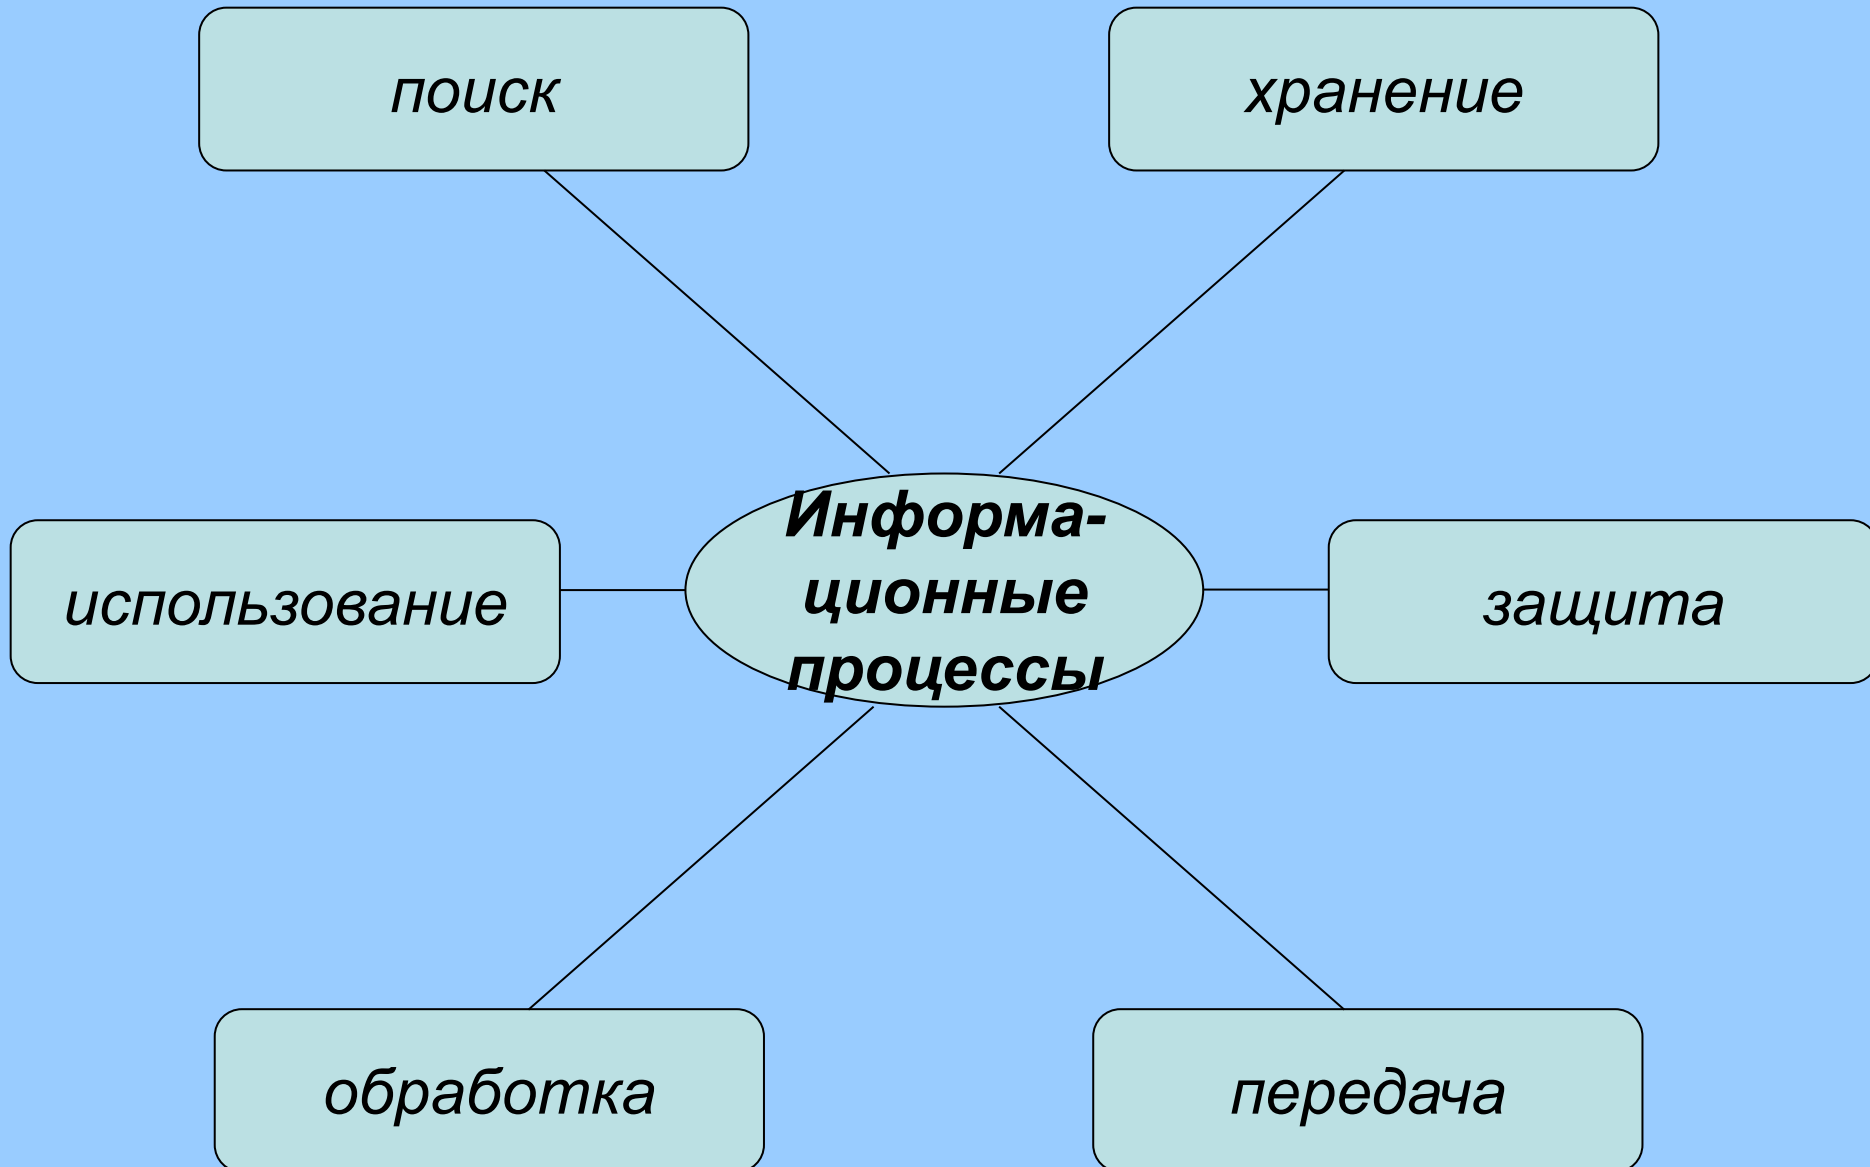 поиск
хранение
Информа-
ционные
процессы
использование
защита
обработка
передача